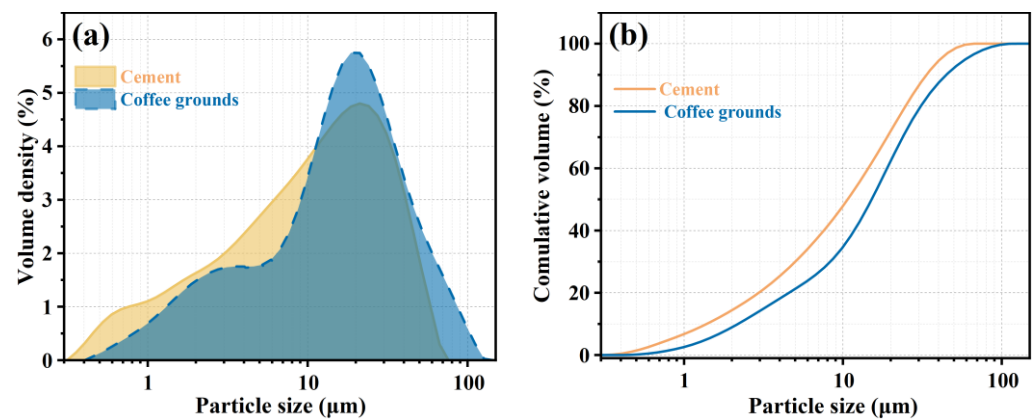 (a)
Cement
Coffee grounds
Volume density (%)
6
5
4
3
2
1
0
1 10 100
Particle size (μm)
(b)
Cement
Coffee grounds
Comulative volume (%)
100
80
60
40
20
0
1 10 100
Particle size (μm)